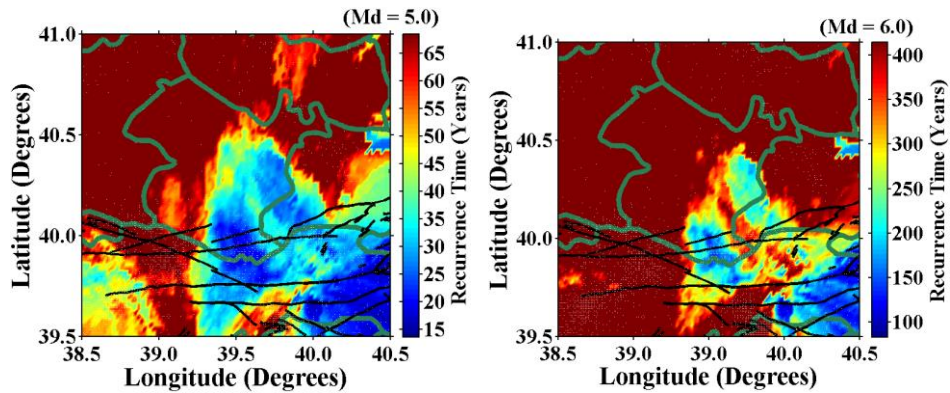 (Md = 5.0)
41.0
40.5
40.0
39.5
Latitude (Degrees)
38.5 39.0 39.5 40.0 40.5
Longitude (Degrees)
65
60
55
50
45
40
35
30
25
20
15
Recurrence Time (Years)
(Md = 6.0)
41.0
40.5
40.0
39.5
Latitude (Degrees)
38.5 39.0 39.5 40.0 40.5
Longitude (Degrees)
400
350
300
250
200
150
100
Recurrence Time (Years)